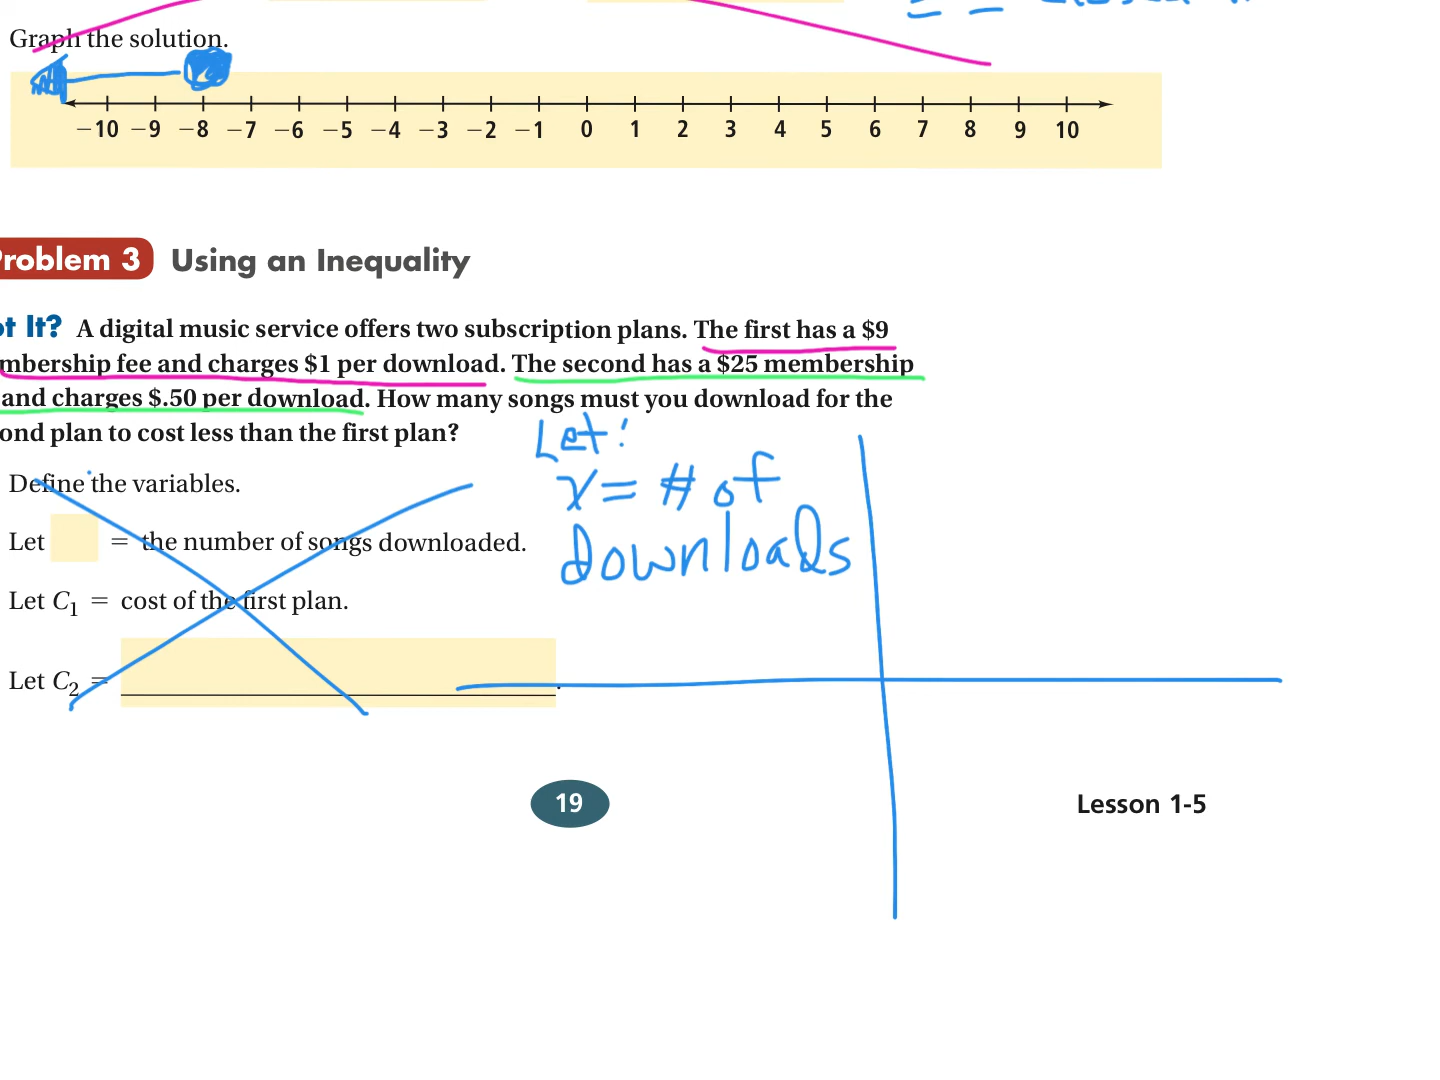 Graph the solution.
−10 −9 −8 −7 −6 −5 −4 −3 −2 −1 0 1 2 3 4 5 6 7 8 9 10
Problem 3 Using an Inequality
ot It? A digital music service offers two subscription plans. The first has a $9
mbership fee and charges $1 per download. The second has a $25 membership
and charges $.50 per download. How many songs must you download for the
ond plan to cost less than the first plan?
Let:
x = # of
downloads
Define the variables.
Let = the number of songs downloaded.
Let C₁ = cost of the first plan.
Let C₂ = .
19
Lesson 1-5